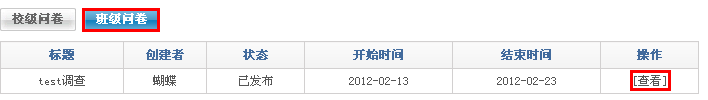 校级问卷 班级问卷
标题 创建者 状态 开始时间 结束时间 操作
test调查 蝴蝶 已发布 2012-02-13 2012-02-23 [查看]